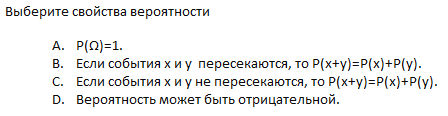 Выберите свойства вероятности
A. P(Ω)=1.
B. Если события x и y пересекаются, то P(x+y)=P(x)+P(y).
C. Если события x и y не пересекаются, то P(x+y)=P(x)+P(y).
D. Вероятность может быть отрицательной.